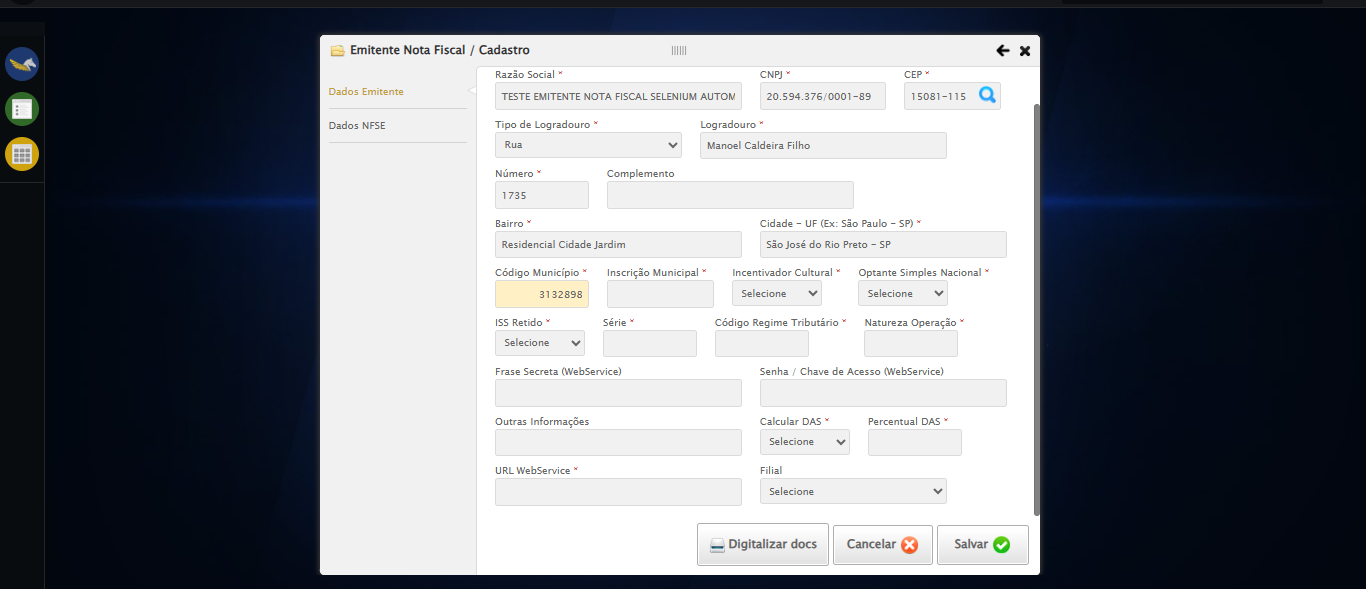 Emitente Nota Fiscal / Cadastro
Dados Emitente
Dados NFSE
Razão Social * CNPJ * CEP *
TESTE EMITENTE NOTA FISCAL SELENIUM AUTOM 20.594.376/0001-89 15081-115
Tipo de Logradouro * Logradouro *
Rua Manoel Caldeira Filho
Número * Complemento
1735
Bairro * Cidade - UF (Ex: São Paulo - SP) *
Residencial Cidade Jardim São José do Rio Preto - SP
Código Município * Inscrição Municipal * Incentivador Cultural * Optante Simples Nacional *
3132898 Selecione Selecione
ISS Retido * Série * Código Regime Tributário * Natureza Operação *
Selecione
Frase Secreta (WebService) Senha / Chave de Acesso (WebService)
Outras Informações Calcular DAS * Percentual DAS *
Selecione
URL WebService * Filial
Selecione
Digitalizar docs Cancelar Salvar